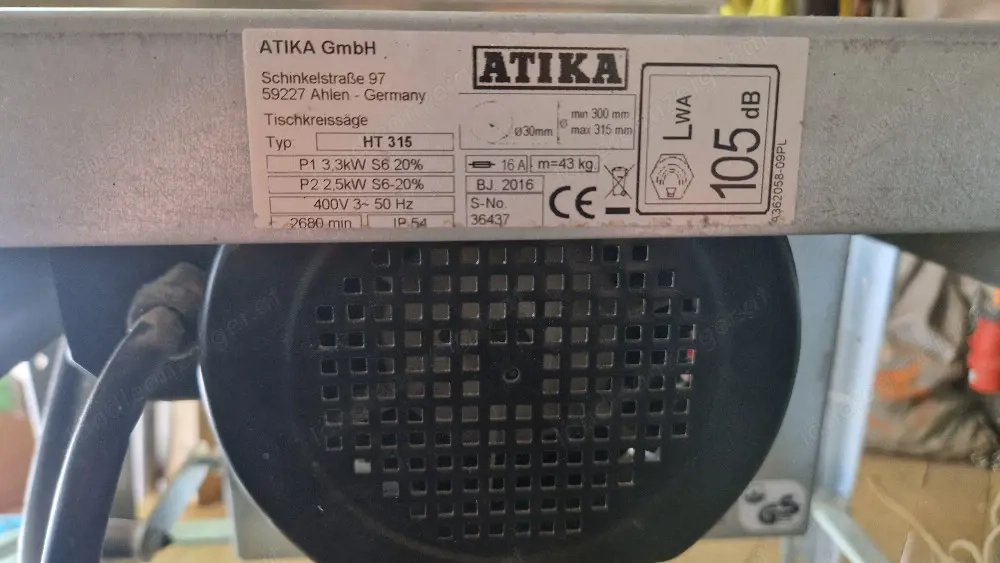 ATIKA GmbH
Schinkelstraße 97
59227 Ahlen - Germany
Tischkreissäge
Typ: HT 315
P1 3,3kW S6 20%
P2 2,5kW S6-20%
400V 3~ 50 Hz
2680 min IP 54
ATIKA
ø30mm
ø min 300 mm
max 315 mm
16 A m=43 kg
BJ. 2016
S-No.
36437
CE
LWA
105 dB
A362058-09PL
GS